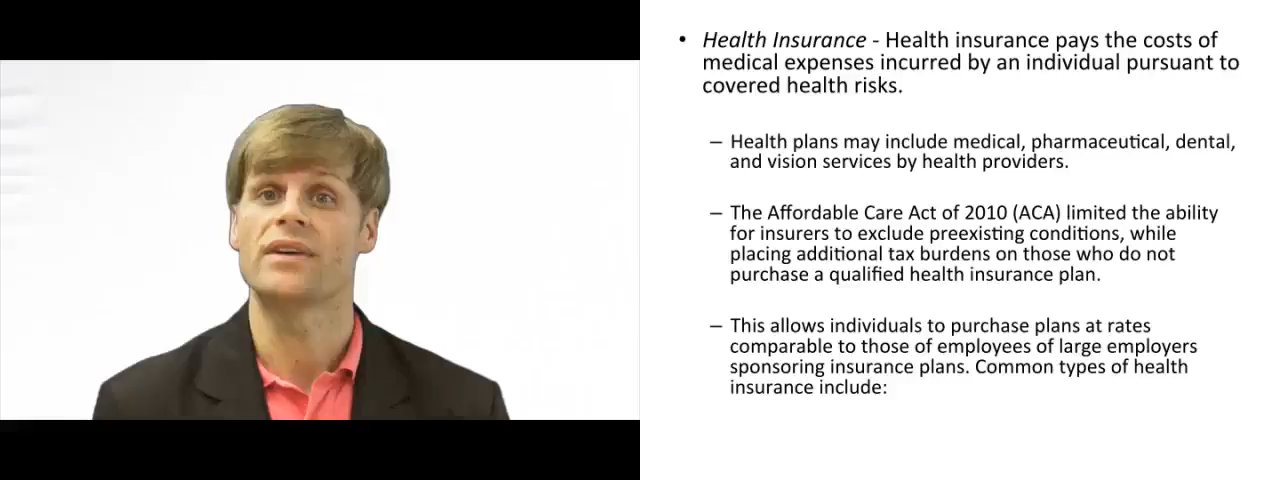 • Health Insurance - Health insurance pays the costs of
medical expenses incurred by an individual pursuant to
covered health risks.
– Health plans may include medical, pharmaceutical, dental,
and vision services by health providers.
– The Affordable Care Act of 2010 (ACA) limited the ability
for insurers to exclude preexisting conditions, while
placing additional tax burdens on those who do not
purchase a qualified health insurance plan.
– This allows individuals to purchase plans at rates
comparable to those of employees of large employers
sponsoring insurance plans. Common types of health
insurance include: